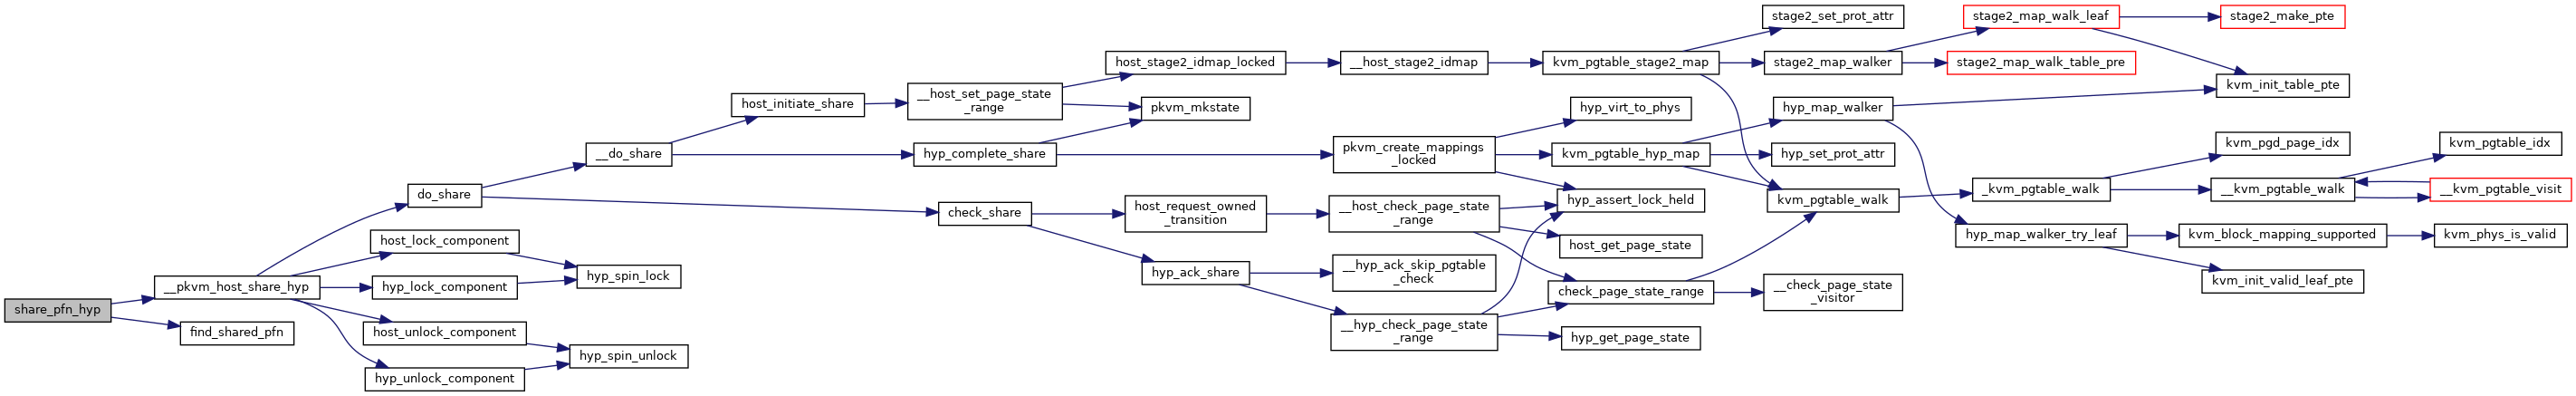 share_pfn_hyp
__pkvm_host_share_hyp
find_shared_pfn
do_share
host_lock_component
hyp_lock_component
host_unlock_component
hyp_unlock_component
hyp_spin_lock
hyp_spin_unlock
__do_share
check_share
host_initiate_share
hyp_complete_share
__host_set_page_state
_range
host_stage2_idmap_locked
pkvm_mkstate
host_request_owned
_transition
hyp_ack_share
__host_stage2_idmap
pkvm_create_mappings
_locked
__host_check_page_state
_range
__hyp_ack_skip_pgtable
_check
__hyp_check_page_state
_range
kvm_pgtable_stage2_map
hyp_virt_to_phys
kvm_pgtable_hyp_map
hyp_assert_lock_held
host_get_page_state
check_page_state_range
hyp_get_page_state
stage2_set_prot_attr
stage2_map_walker
hyp_map_walker
hyp_set_prot_attr
kvm_pgtable_walk
__check_page_state
_visitor
stage2_map_walk_leaf
stage2_map_walk_table_pre
_kvm_pgtable_walk
hyp_map_walker_try_leaf
stage2_make_pte
kvm_init_table_pte
kvm_pgd_page_idx
__kvm_pgtable_walk
kvm_block_mapping_supported
kvm_init_valid_leaf_pte
kvm_pgtable_idx
__kvm_pgtable_visit
kvm_phys_is_valid